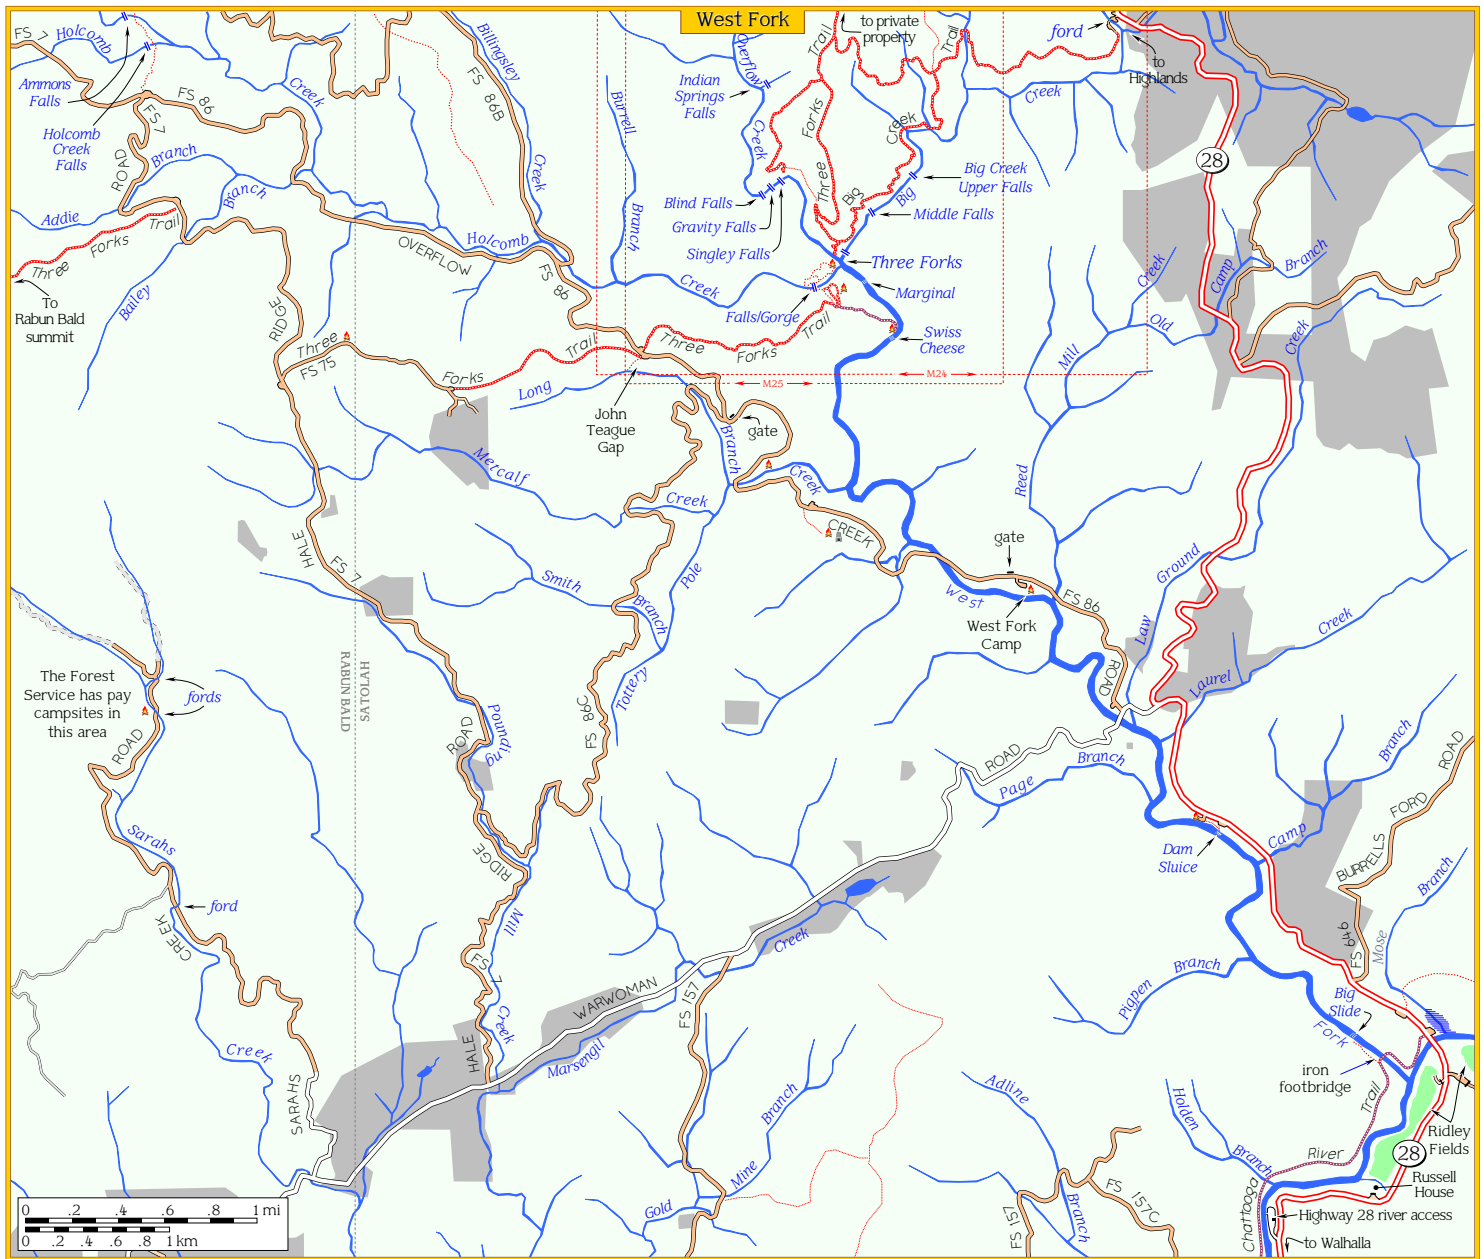 West Fork
FS 7
Holcomb
Ammons
Falls
Holcomb
Creek
Falls
FS 7
FS 86
ROAD
Creek
Branch
Branch
Addie
Three Forks Trail
To
Rabun Bald
summit
Bailey
Billingsley
FS 86B
Creek
Burrell
Branch
OVERFLOW
Holcomb
FS 86
Creek
Overflow
Indian
Springs
Falls
Creek
Trail
to private
property
Trail
Forks
Three
Creek
Big
Big
Creek
ford
to
Highlands
28
Big Creek
Upper Falls
Middle Falls
Blind Falls
Gravity Falls
Singley Falls
Three Forks
Marginal
Falls/Gorge
Swiss
Cheese
RIDGE
Three
FS 75
Forks
Trail
Three
Forks
Trail
Long
John
Teague
Gap
Branch
gate
M25
M24
Creek
Old
Mill
Camp
Branch
Creek
Reed
Metcalf
Creek
Creek
CREEK
HALE
FS 7
Smith
Branch
Pole
gate
West
FS 86
West Fork
Camp
ROAD
Ground
Law
Creek
Laurel
The Forest
Service has pay
campsites in
this area
fords
ROAD
RABUN BALD
SATOLAH
Tottery
FS 86C
ROAD
Pounding
ROAD
Page
Branch
Branch
ROAD
FORD
BURRELLS
Camp
Branch
Dam
Sluice
Sarahs
RIDGE
ford
CREEK
Mill
Creek
FS 646
Mose
FS 7
WARWOMAN
FS 157
Pigpen
Branch
Big
Slide
Fork
Creek
Creek
HALE
Marsengil
SARAHS
Branch
Mine
Gold
Adline
Branch
Holden
Branch
iron
footbridge
Trail
River
Chattooga
Ridley
Fields
28
Russell
House
Highway 28 river access
to Walhalla
FS 157
FS 157C
0 .2 .4 .6 .8 1 mi
0 .2 .4 .6 .8 1 km